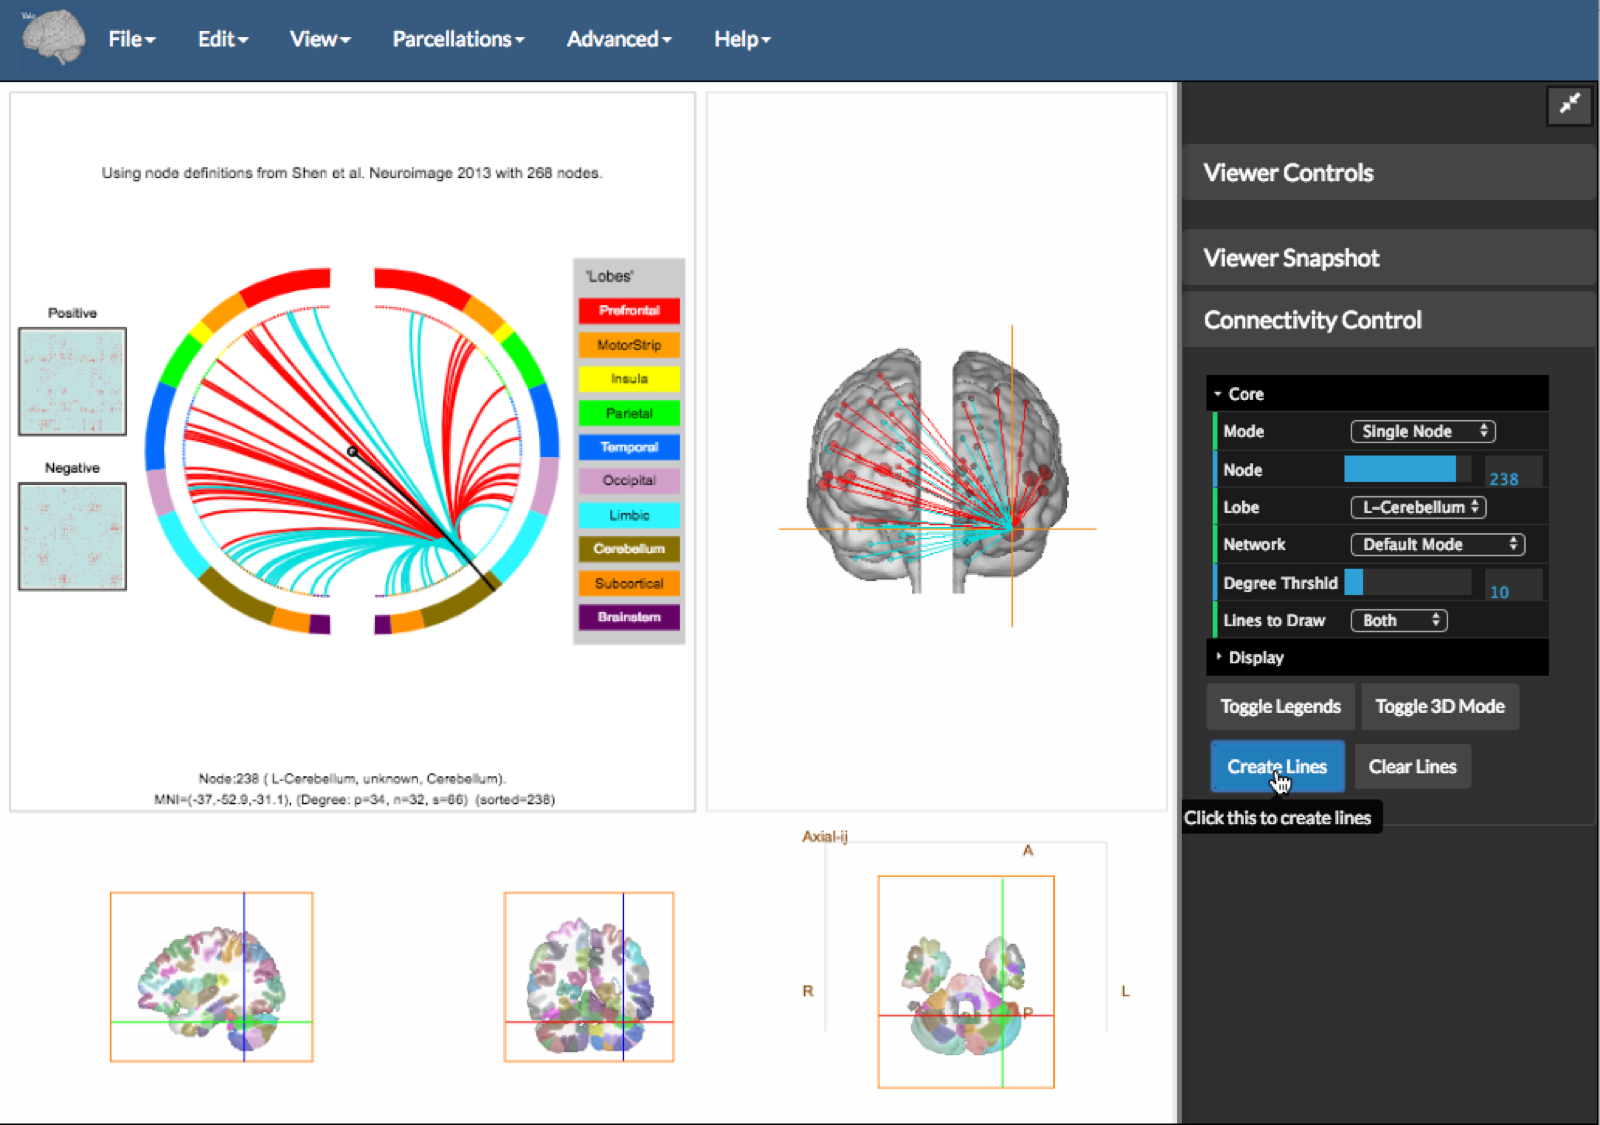 Yale
File
Edit
View
Parcellations
Advanced
Help
Using node definitions from Shen et al. Neuroimage 2013 with 268 nodes.
Positive
Negative
'Lobes'
Prefrontal
MotorStrip
Insula
Parietal
Temporal
Occipital
Limbic
Cerebellum
Subcortical
Brainstem
Node:238 ( L-Cerebellum, unknown, Cerebellum).
MNI=(-37,-52.9,-31.1), (Degree: p=34, n=32, s=66) (sorted=238)
Axial-ij
A
R
L
P
Viewer Controls
Viewer Snapshot
Connectivity Control
Core
Mode Single Node
Node 238
Lobe L-Cerebellum
Network Default Mode
Degree Thrshld 10
Lines to Draw Both
Display
Toggle Legends Toggle 3D Mode
Create Lines Clear Lines
Click this to create lines